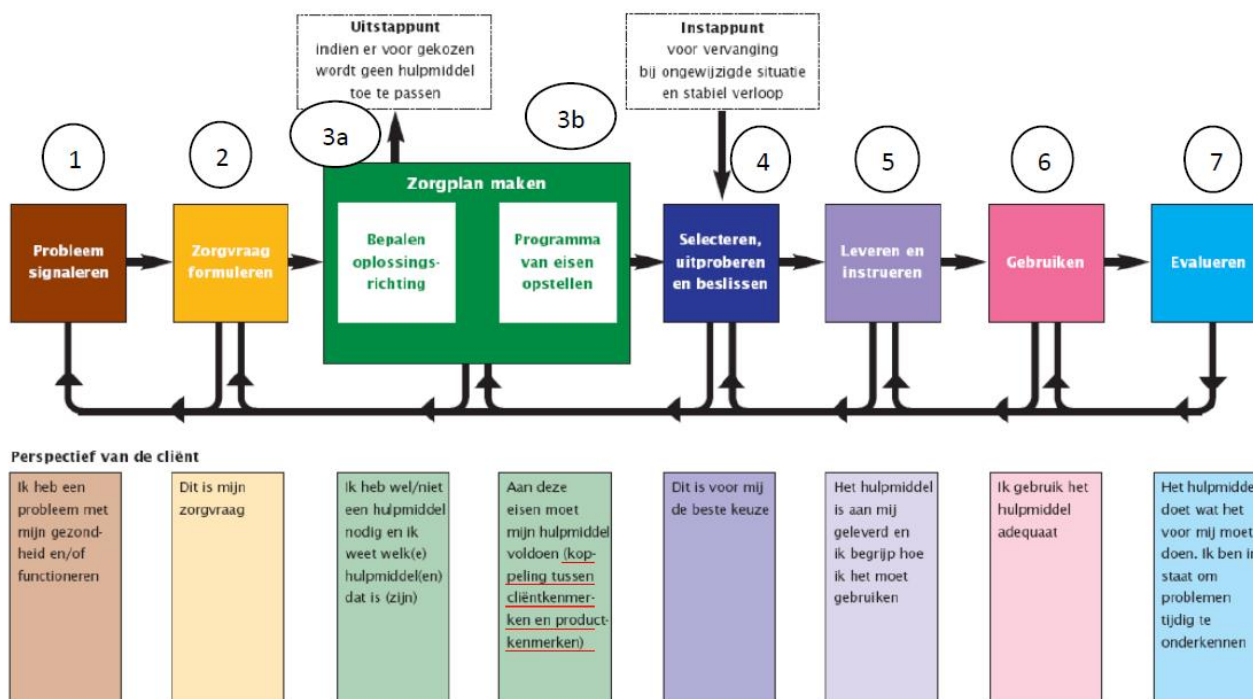 Uitstappunt
indien er voor gekozen
wordt geen hulpmiddel
toe te passen
Instappunt
voor vervanging
bij ongewijzigde situatie
en stabiel verloop
1
2
3a
3b
4
5
6
7
Probleem
signaleren
Zorgvraag
formuleren
Zorgplan maken
Bepalen
oplossings-
richting
Programma
van eisen
opstellen
Selecteren,
uitproberen
en beslissen
Leveren en
instrueren
Gebruiken
Evalueren
Perspectief van de cliënt
Ik heb een
probleem met
mijn gezond-
heid en/of
functioneren
Dit is mijn
zorgvraag
Ik heb wel/niet
een hulpmiddel
nodig en ik
weet welk(e)
hulpmiddel(en)
dat is (zijn)
Aan deze
eisen moet
mijn hulpmiddel
voldoen (kop-
peling tussen
cliëntkenmer-
ken en product-
kenmerken)
Dit is voor mij
de beste keuze
Het hulpmiddel
is aan mij
geleverd en
ik begrijp hoe
ik het moet
gebruiken
Ik gebruik het
hulpmiddel
adequaat
Het hulpmidde
doet wat het
voor mij moet
doen. Ik ben in
staat om
problemen
tijdig te
onderkennen